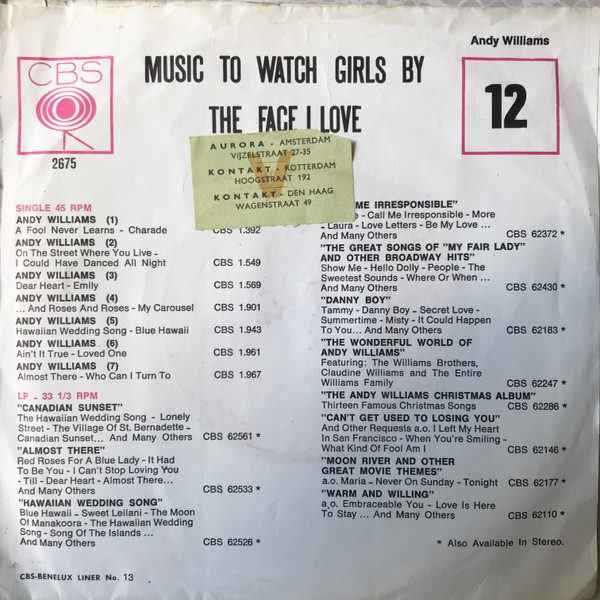 Andy Williams
CBS
2675
MUSIC TO WATCH GIRLS BY
THE FACE I LOVE
12
AURORA - AMSTERDAM
VIJZELSTRAAT 27-35
KONTAKT - ROTTERDAM
HOOGSTRAAT 192
KONTAKT - DEN HAAG
WAGENSTRAAT 49
SINGLE 45 RPM
ANDY WILLIAMS (1)
A Fool Never Learns - Charade CBS 1.392
ANDY WILLIAMS (2)
On The Street Where You Live -
I Could Have Danced All Night CBS 1.549
ANDY WILLIAMS (3)
Dear Heart - Emily CBS 1.569
ANDY WILLIAMS (4)
... And Roses And Roses - My Carousel CBS 1.901
ANDY WILLIAMS (5)
Hawaiian Wedding Song - Blue Hawaii CBS 1.943
ANDY WILLIAMS (6)
Ain't It True - Loved One CBS 1.961
ANDY WILLIAMS (7)
Almost There - Who Can I Turn To CBS 1.967
LP - 33 1/3 RPM
"CANADIAN SUNSET"
The Hawaiian Wedding Song - Lonely
Street - The Village Of St. Bernadette -
Canadian Sunset... And Many Others CBS 62561 *
"ALMOST THERE"
Red Roses For A Blue Lady - It Had
To Be You - I Can't Stop Loving You
- Till - Dear Heart - Almost There...
And Many Others CBS 62533 *
"HAWAIIAN WEDDING SONG"
Blue Hawaii - Sweet Leilani - The Moon
Of Manakoora - The Hawaiian Wedding
Song - Song Of The Islands ...
And Many Others CBS 62526 *
ME IRRESPONSIBLE"
- Call Me Irresponsible - More
- Laura - Love Letters - Be My Love ...
And Many Others CBS 62372 *
"THE GREAT SONGS OF "MY FAIR LADY"
AND OTHER BROADWAY HITS"
Show Me - Hello Dolly - People - The
Sweetest Sounds - Where Or When ...
And Many Others CBS 62430 *
"DANNY BOY"
Tammy - Danny Boy - Secret Love -
Summertime - Misty - It Could Happen
To You... And Many Others CBS 62183 *
"THE WONDERFUL WORLD OF
ANDY WILLIAMS"
Featuring: The Williams Brothers,
Claudine Williams and The Entire
Williams Family CBS 62247 *
"THE ANDY WILLIAMS CHRISTMAS ALBUM"
Thirteen Famous Christmas Songs CBS 62286 *
"CAN'T GET USED TO LOSING YOU"
And Other Requests a.o. I Left My Heart
In San Francisco - When You're Smiling -
What Kind Of Fool Am I CBS 62146 *
"MOON RIVER AND OTHER
GREAT MOVIE THEMES"
a.o. Maria - Never On Sunday - Tonight CBS 62177 *
"WARM AND WILLING"
a.o. Embraceable You - Love Is Here
To Stay ... And Many Others CBS 62110 *
* Also Available In Stereo.
CBS-BENELUX LINER No. 13